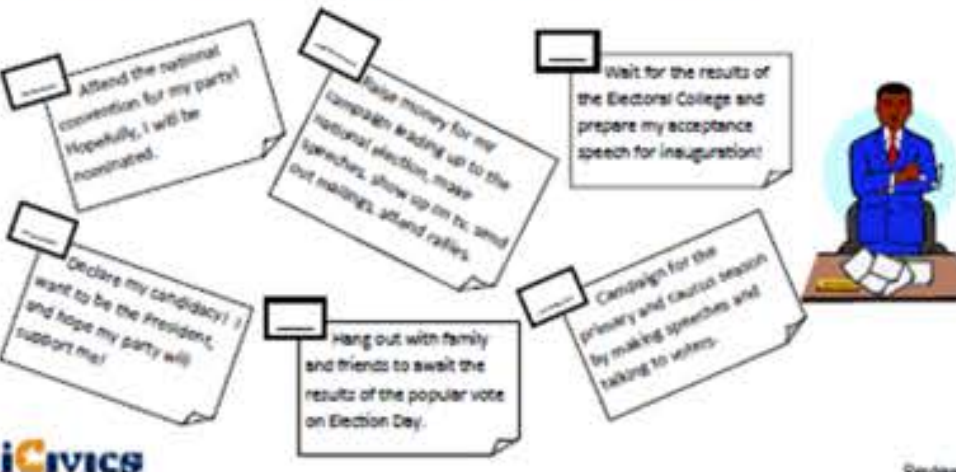 Attend the national
convention for my party!
Hopefully, I will be
nominated.
Raise money for my
campaign leading up to the
national election, make
speeches, show up on tv, send
out mailings, attend rallies.
Wait for the results of
the Electoral College and
prepare my acceptance
speech for inauguration!
Declare my candidacy! I
want to be the President,
and hope my party will
support me!
Hang out with family
and friends to await the
results of the popular vote
on Election Day.
Campaign for the
primary and caucus season
by making speeches and
talking to voters.
iCivics